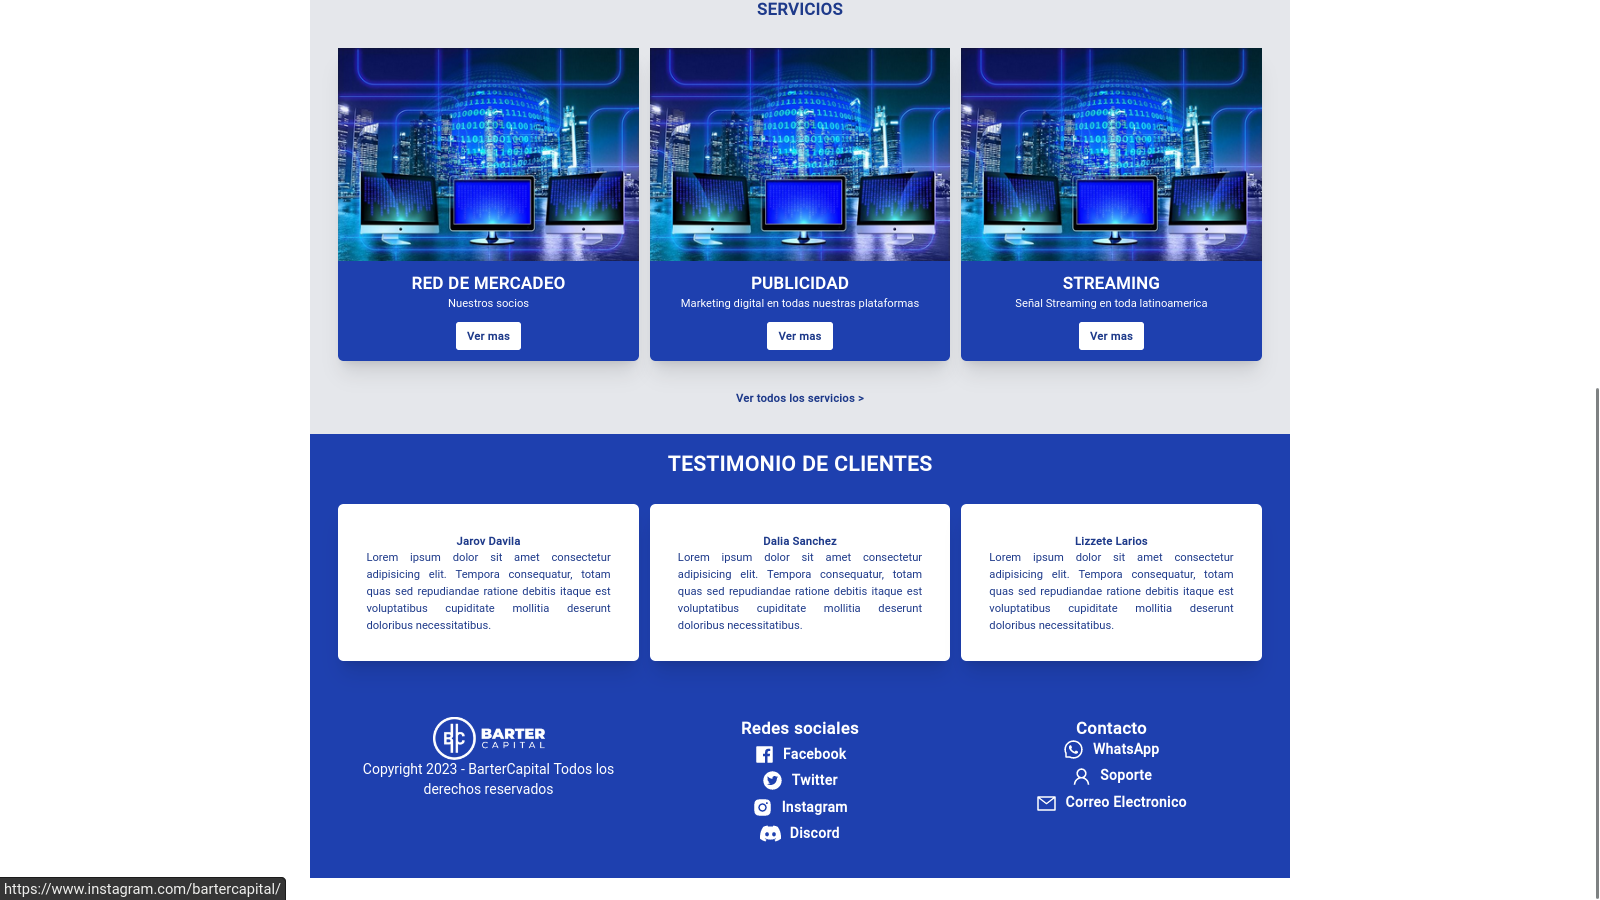 SERVICIOS
RED DE MERCADEO
Nuestros socios
Ver mas
PUBLICIDAD
Marketing digital en todas nuestras plataformas
Ver mas
STREAMING
Señal Streaming en toda latinoamerica
Ver mas
Ver todos los servicios >
TESTIMONIO DE CLIENTES
Jarov Davila
Lorem ipsum dolor sit amet consectetur
adipisicing elit. Tempora consequatur, totam
quas sed repudiandae ratione debitis itaque est
voluptatibus cupiditate mollitia deserunt
doloribus necessitatibus.
Dalia Sanchez
Lorem ipsum dolor sit amet consectetur
adipisicing elit. Tempora consequatur, totam
quas sed repudiandae ratione debitis itaque est
voluptatibus cupiditate mollitia deserunt
doloribus necessitatibus.
Lizzete Larios
Lorem ipsum dolor sit amet consectetur
adipisicing elit. Tempora consequatur, totam
quas sed repudiandae ratione debitis itaque est
voluptatibus cupiditate mollitia deserunt
doloribus necessitatibus.
BARTER
CAPITAL
Copyright 2023 - BarterCapital Todos los
derechos reservados
Redes sociales
Facebook
Twitter
Instagram
Discord
Contacto
WhatsApp
Soporte
Correo Electronico
https://www.instagram.com/bartercapital/